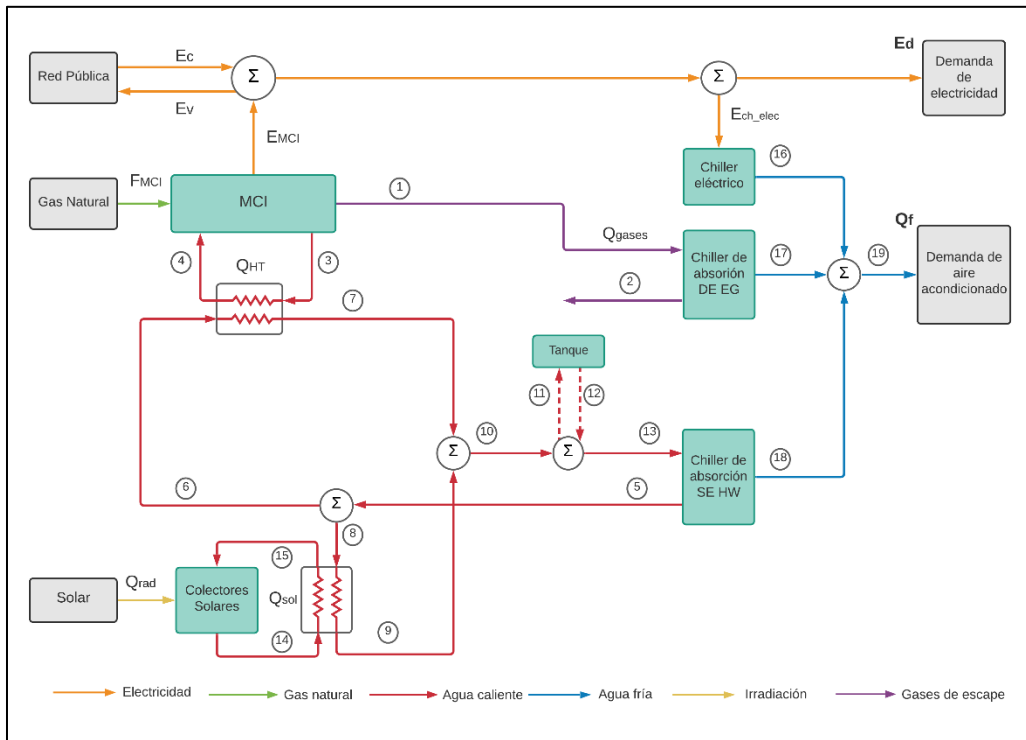 Ec
Red Pública
Σ
Ev
EMCI
Σ
Ed
Demanda
de
electricidad
Ech_elec
Chiller
eléctrico
16
Gas Natural
FMCI
MCI
1
Qgases
Chiller de
absorión
DE EG
17
2
Σ
19
Qf
Demanda de
aire
acondicionado
4
QHT
3
7
Tanque
11
12
Σ
10
Σ
13
Chiller de
absorción
SE HW
18
5
6
Σ
8
15
Solar
Qrad
Colectores
Solares
Qsol
14
9
Electricidad
Gas natural
Agua caliente
Agua fría
Irradiación
Gases de escape